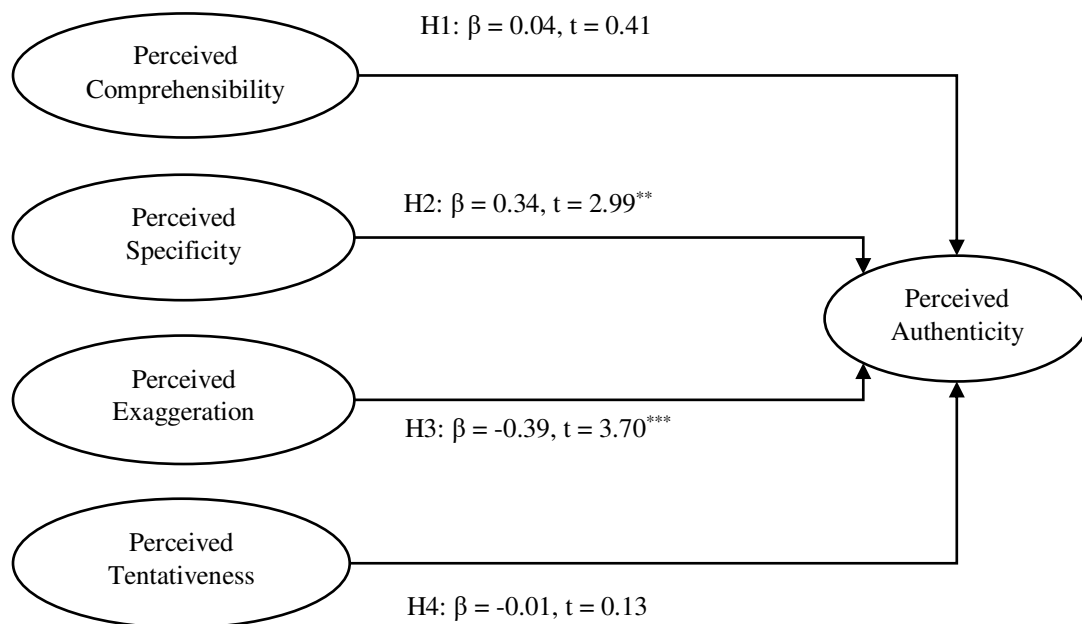 H1: β = 0.04, t = 0.41
Perceived
Comprehensibility
H2: β = 0.34, t = 2.99**
Perceived
Specificity
Perceived
Authenticity
Perceived
Exaggeration
H3: β = -0.39, t = 3.70***
Perceived
Tentativeness
H4: β = -0.01, t = 0.13